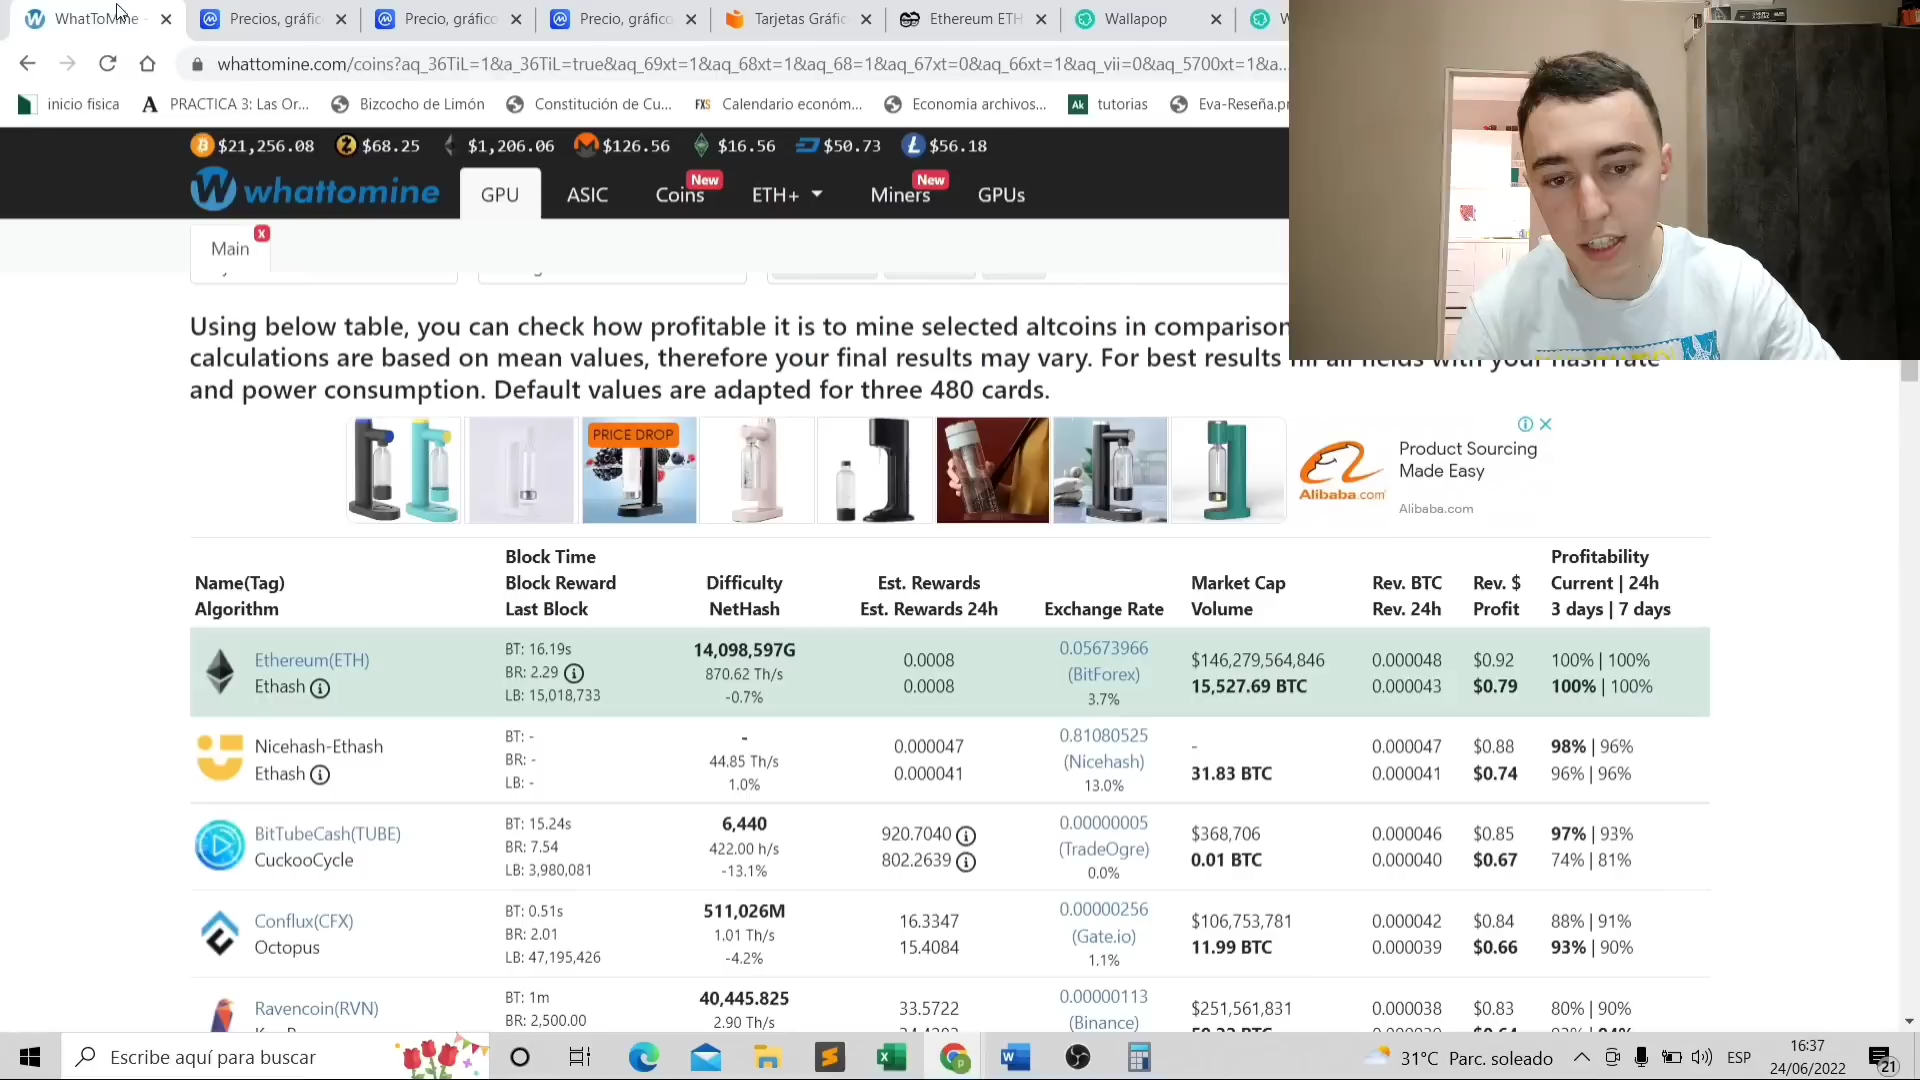 WhatToMine -
Precios, gráfic
Precio, gráfico
Precio, gráfico
Tarjetas Gráfi
Ethereum ETH
Wallapop
whattomine.com/coins?aq_36TiL=1&a_36TiL=true&aq_69xt=1&aq_68xt=1&aq_68=1&aq_67xt=0&aq_66xt=1&aq_vii=0&aq_5700xt=1&a...
inicio fisica
A PRACTICA 3: Las Or...
Bizcocho de Limón
Constitución de Cu...
FXS Calendario económ...
Economia archivos...
Ak tutorias
Eva-Reseña.pr
$21,256.08 $68.25 $1,206.06 $126.56 $16.56 $50.73 $56.18
whattomine
GPU
ASIC
Coins New
ETH+
Miners New
GPUs
Main x
Using below table, you can check how profitable it is to mine selected altcoins in comparison
calculations are based on mean values, therefore your final results may vary. For best results fill all fields with your hash rate
and power consumption. Default values are adapted for three 480 cards.
PRICE DROP
Alibaba.com
Product Sourcing
Made Easy
Alibaba.com
Name(Tag)
Algorithm
Block Time
Block Reward
Last Block
Difficulty
NetHash
Est. Rewards
Est. Rewards 24h
Exchange Rate
Market Cap
Volume
Rev. BTC
Rev. 24h
Rev. $
Profit
Profitability
Current | 24h
3 days | 7 days
Ethereum(ETH)
Ethash
BT: 16.19s
BR: 2.29
LB: 15,018,733
14,098,597G
870.62 Th/s
-0.7%
0.0008
0.0008
0.05673966
(BitForex)
3.7%
$146,279,564,846
15,527.69 BTC
0.000048
0.000043
$0.92
$0.79
100% | 100%
100% | 100%
Nicehash-Ethash
Ethash
BT: -
BR: -
LB: -
-
44.85 Th/s
1.0%
0.000047
0.000041
0.81080525
(Nicehash)
13.0%
-
31.83 BTC
0.000047
0.000041
$0.88
$0.74
98% | 96%
96% | 96%
BitTubeCash(TUBE)
CuckooCycle
BT: 15.24s
BR: 7.54
LB: 3,980,081
6,440
422.00 h/s
-13.1%
920.7040
802.2639
0.00000005
(TradeOgre)
0.0%
$368,706
0.01 BTC
0.000046
0.000040
$0.85
$0.67
97% | 93%
74% | 81%
Conflux(CFX)
Octopus
BT: 0.51s
BR: 2.01
LB: 47,195,426
511,026M
1.01 Th/s
-4.2%
16.3347
15.4084
0.00000256
(Gate.io)
1.1%
$106,753,781
11.99 BTC
0.000042
0.000039
$0.84
$0.66
88% | 91%
93% | 90%
Ravencoin(RVN)
BT: 1m
BR: 2,500.00
40,445.825
2.90 Th/s
33.5722
0.00000113
(Binance)
$251,561,831
0.000038
$0.83
80% | 90%
Escribe aquí para buscar
31°C Parc. soleado
ESP
16:37
24/06/2022
21